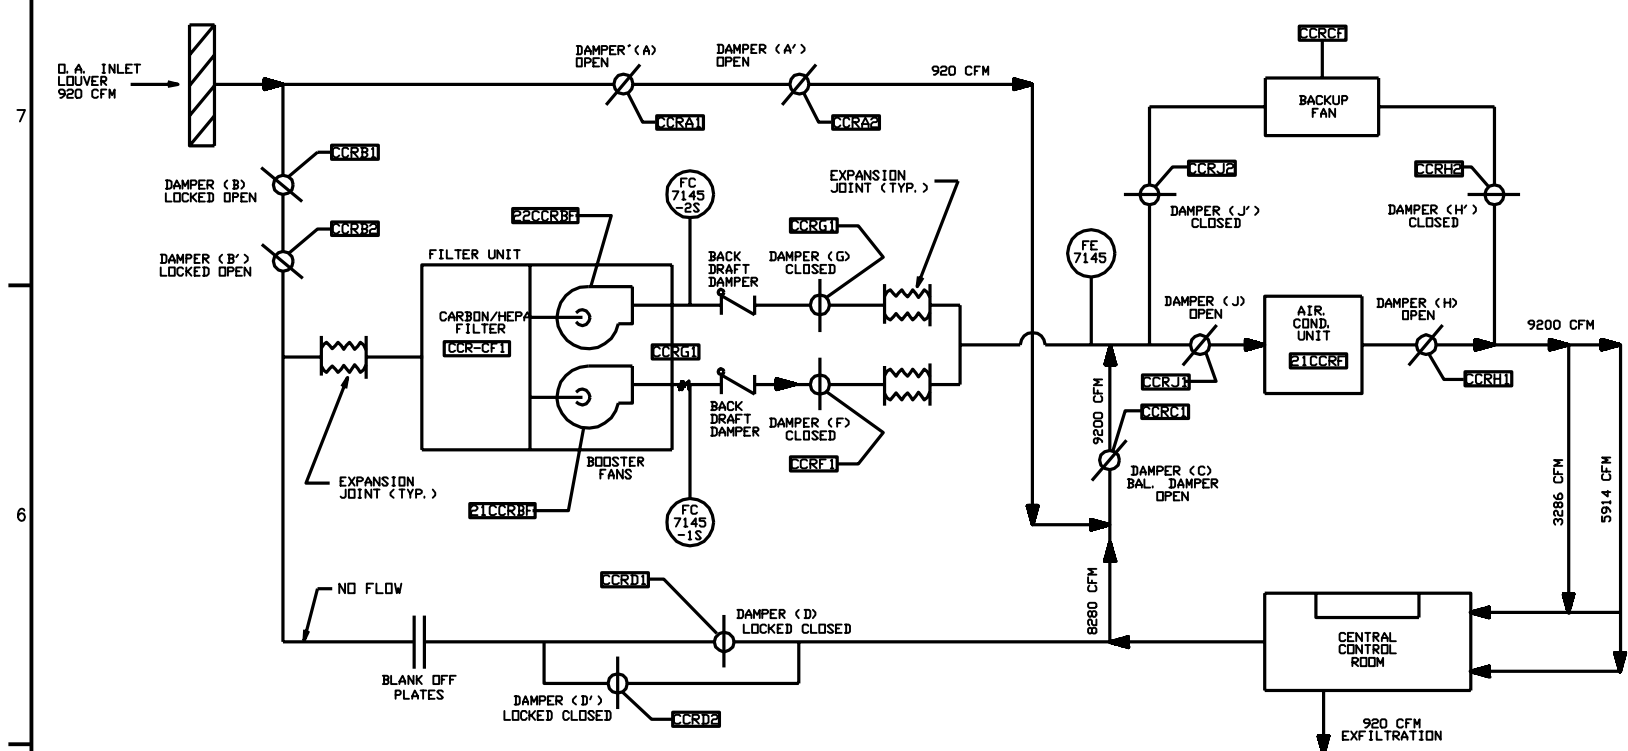 CCRCF
DAMPER (A)
OPEN
DAMPER (A')
OPEN
O. A. INLET
LOUVER
920 CFM
920 CFM
BACKUP
FAN
7
CCRA1
CCRA2
CCRB1
CCRJ2
CCRH2
DAMPER (B)
LOCKED OPEN
FC
7145
-2S
EXPANSION
JOINT (TYP.)
DAMPER (J')
CLOSED
DAMPER (H')
CLOSED
22CCRBF
CCRG1
CCRB2
DAMPER (B')
LOCKED OPEN
FILTER UNIT
BACK
DRAFT
DAMPER
DAMPER (G)
CLOSED
FE
7145
DAMPER (J)
OPEN
AIR.
COND.
UNIT
21CCRF
DAMPER (H)
OPEN
9200 CFM
CARBON/HEPA
FILTER
CCR-CF1
CCRG1
CCRJ1
CCRH1
9200 CFM
CCRC1
BACK
DRAFT
DAMPER
DAMPER (F)
CLOSED
CCRF1
BOOSTER
FANS
DAMPER (C)
BAL. DAMPER
OPEN
EXPANSION
JOINT (TYP.)
21CCRBF
3286 CFM
5914 CFM
6
FC
7145
-1S
NO FLOW
CCRD1
8280 CFM
DAMPER (D)
LOCKED CLOSED
CENTRAL
CONTROL
ROOM
BLANK OFF
PLATES
DAMPER (D')
LOCKED CLOSED
CCRD2
920 CFM
EXFILTRATION